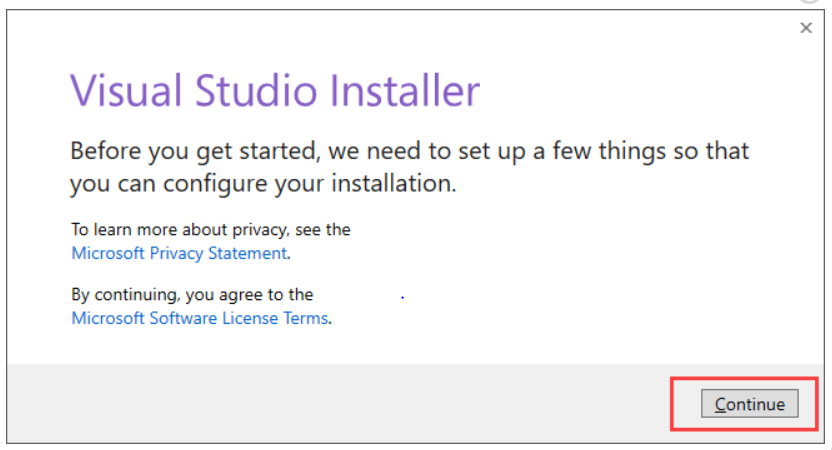 Visual Studio Installer
Before you get started, we need to set up a few things so that
you can configure your installation.
To learn more about privacy, see the
Microsoft Privacy Statement.
By continuing, you agree to the
Microsoft Software License Terms.
Continue